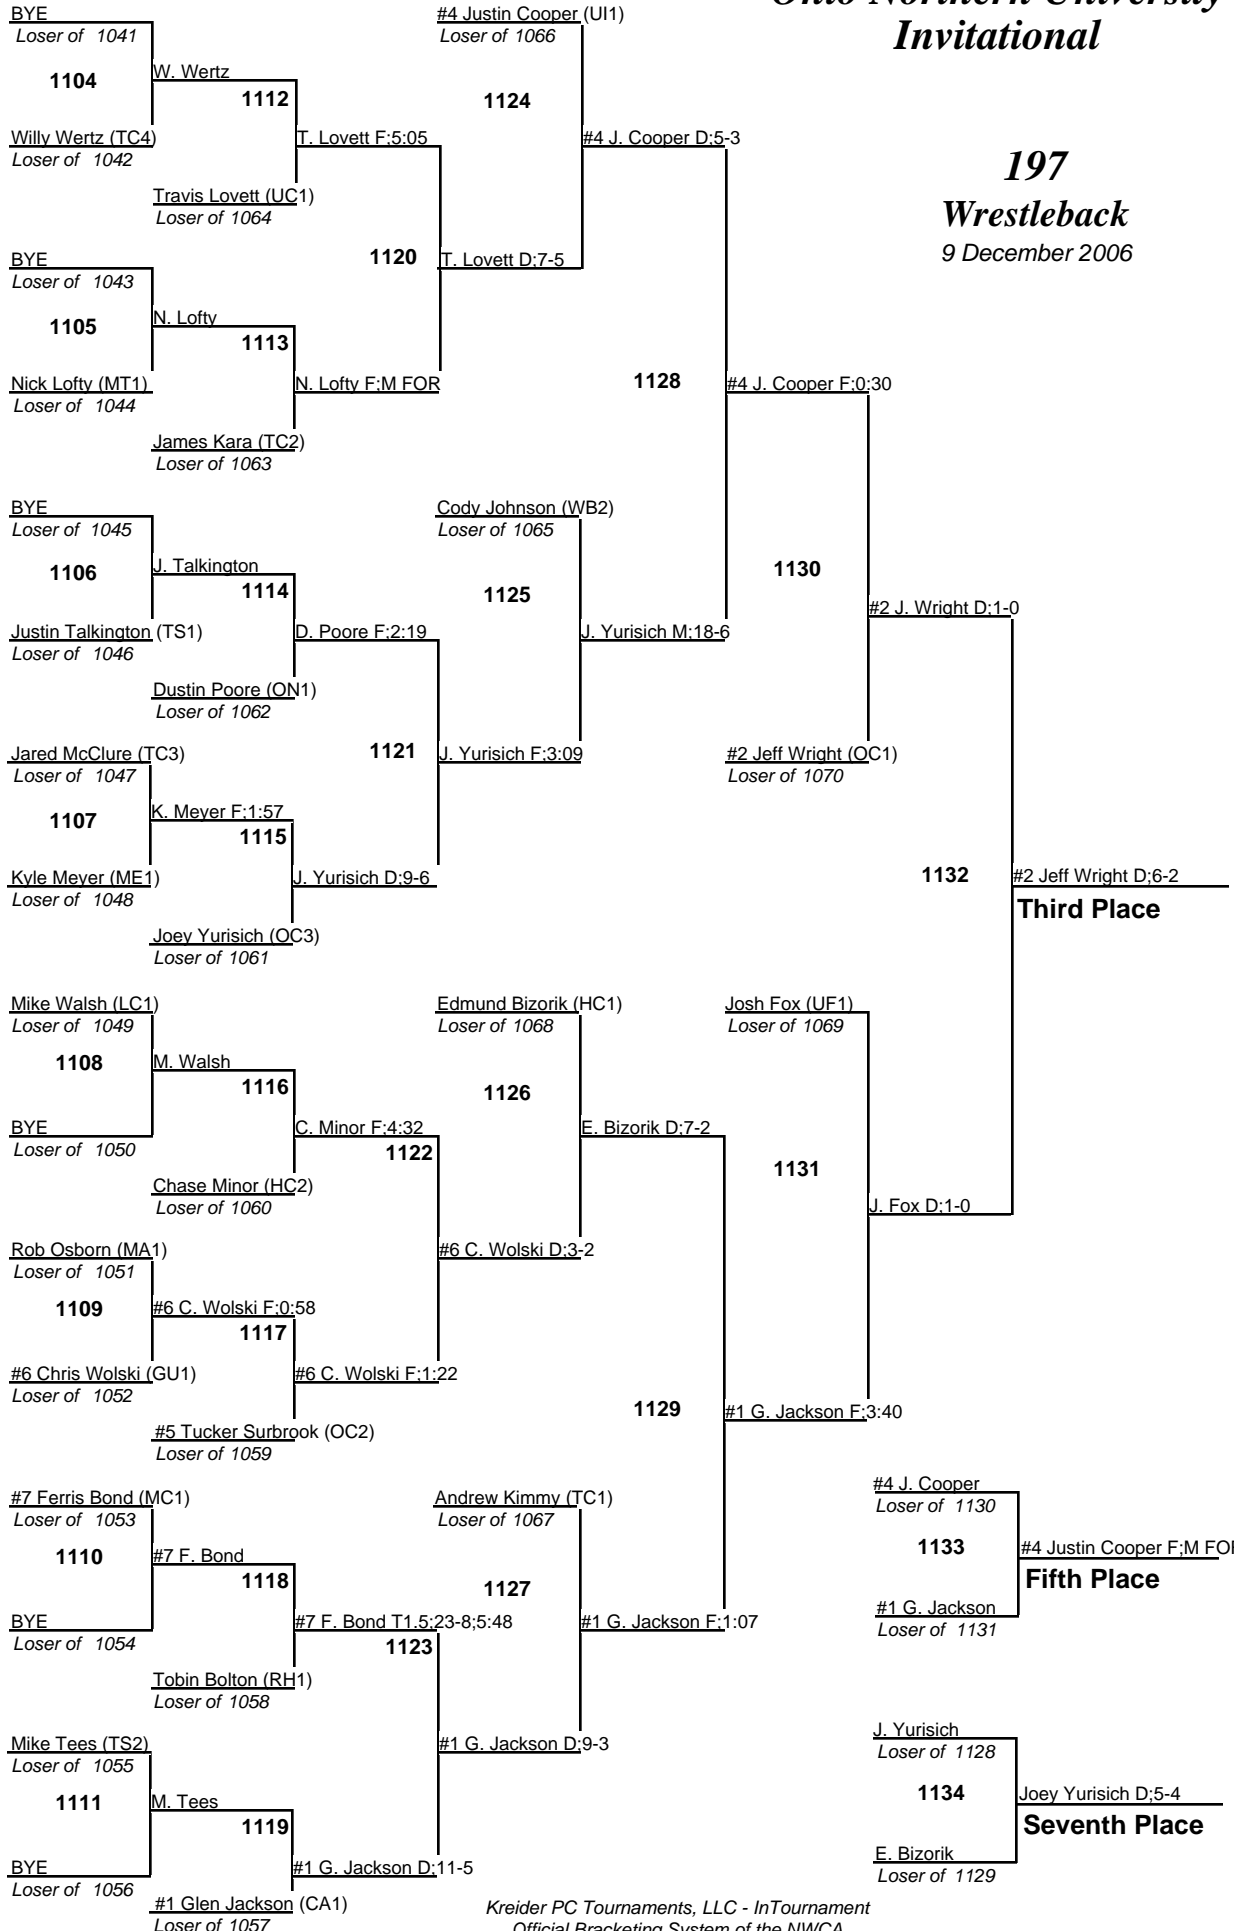 Ohio Northern University
Invitational
197
Wrestleback
9 December 2006
BYE
Loser of 1041
1104
W. Wertz
1112
Willy Wertz (TC4)
Loser of 1042
T. Lovett F;5:05
Travis Lovett (UC1)
Loser of 1064
1120
T. Lovett D;7-5
BYE
Loser of 1043
1105
N. Lofty
1113
Nick Lofty (MT1)
Loser of 1044
N. Lofty F;M FOR
James Kara (TC2)
Loser of 1063
#4 Justin Cooper (UI1)
Loser of 1066
1124
#4 J. Cooper D;5-3
1128
#4 J. Cooper F;0:30
BYE
Loser of 1045
1106
J. Talkington
1114
Justin Talkington (TS1)
Loser of 1046
D. Poore F;2:19
Dustin Poore (ON1)
Loser of 1062
1121
J. Yurisich F;3:09
Jared McClure (TC3)
Loser of 1047
1107
K. Meyer F;1:57
1115
Kyle Meyer (ME1)
Loser of 1048
J. Yurisich D;9-6
Joey Yurisich (OC3)
Loser of 1061
Cody Johnson (WB2)
Loser of 1065
1125
J. Yurisich M;18-6
1130
#2 J. Wright D;1-0
#2 Jeff Wright (OC1)
Loser of 1070
1132
#2 Jeff Wright D;6-2
Third Place
Mike Walsh (LC1)
Loser of 1049
1108
M. Walsh
1116
BYE
Loser of 1050
C. Minor F;4:32
1122
Chase Minor (HC2)
Loser of 1060
#6 C. Wolski D;3-2
Rob Osborn (MA1)
Loser of 1051
1109
#6 C. Wolski F;0:58
1117
#6 Chris Wolski (GU1)
Loser of 1052
#6 C. Wolski F;1:22
#5 Tucker Surbrook (OC2)
Loser of 1059
Edmund Bizorik (HC1)
Loser of 1068
1126
E. Bizorik D;7-2
Josh Fox (UF1)
Loser of 1069
1131
J. Fox D;1-0
1129
#1 G. Jackson F;3:40
#7 Ferris Bond (MC1)
Loser of 1053
1110
#7 F. Bond
1118
BYE
Loser of 1054
#7 F. Bond T1.5;23-8;5:48
1123
Tobin Bolton (RH1)
Loser of 1058
Andrew Kimmy (TC1)
Loser of 1067
1127
#1 G. Jackson F;1:07
#1 G. Jackson D;9-3
Mike Tees (TS2)
Loser of 1055
1111
M. Tees
1119
BYE
Loser of 1056
#1 G. Jackson D;11-5
#1 Glen Jackson (CA1)
Loser of 1057
#4 J. Cooper
Loser of 1130
1133
#4 Justin Cooper F;M FO
Fifth Place
#1 G. Jackson
Loser of 1131
J. Yurisich
Loser of 1128
1134
Joey Yurisich D;5-4
Seventh Place
E. Bizorik
Loser of 1129
Kreider PC Tournaments, LLC - InTournament
Official Bracketing System of the NWCA